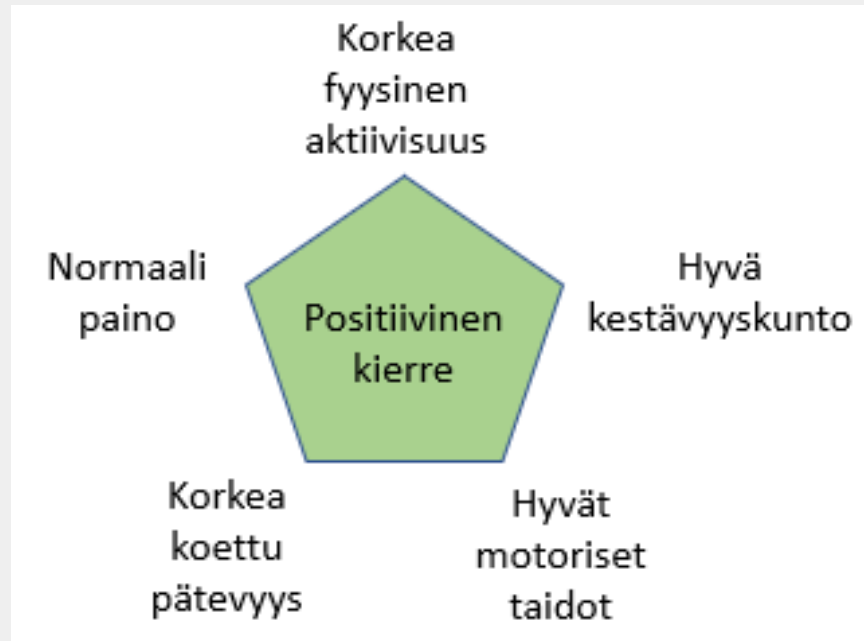 Korkea
fyysinen
aktiivisuus
Normaali
paino
Hyvä
kestävyyskunto
Positiivinen
kierre
Korkea
koettu
pätevyys
Hyvät
motoriset
taidot